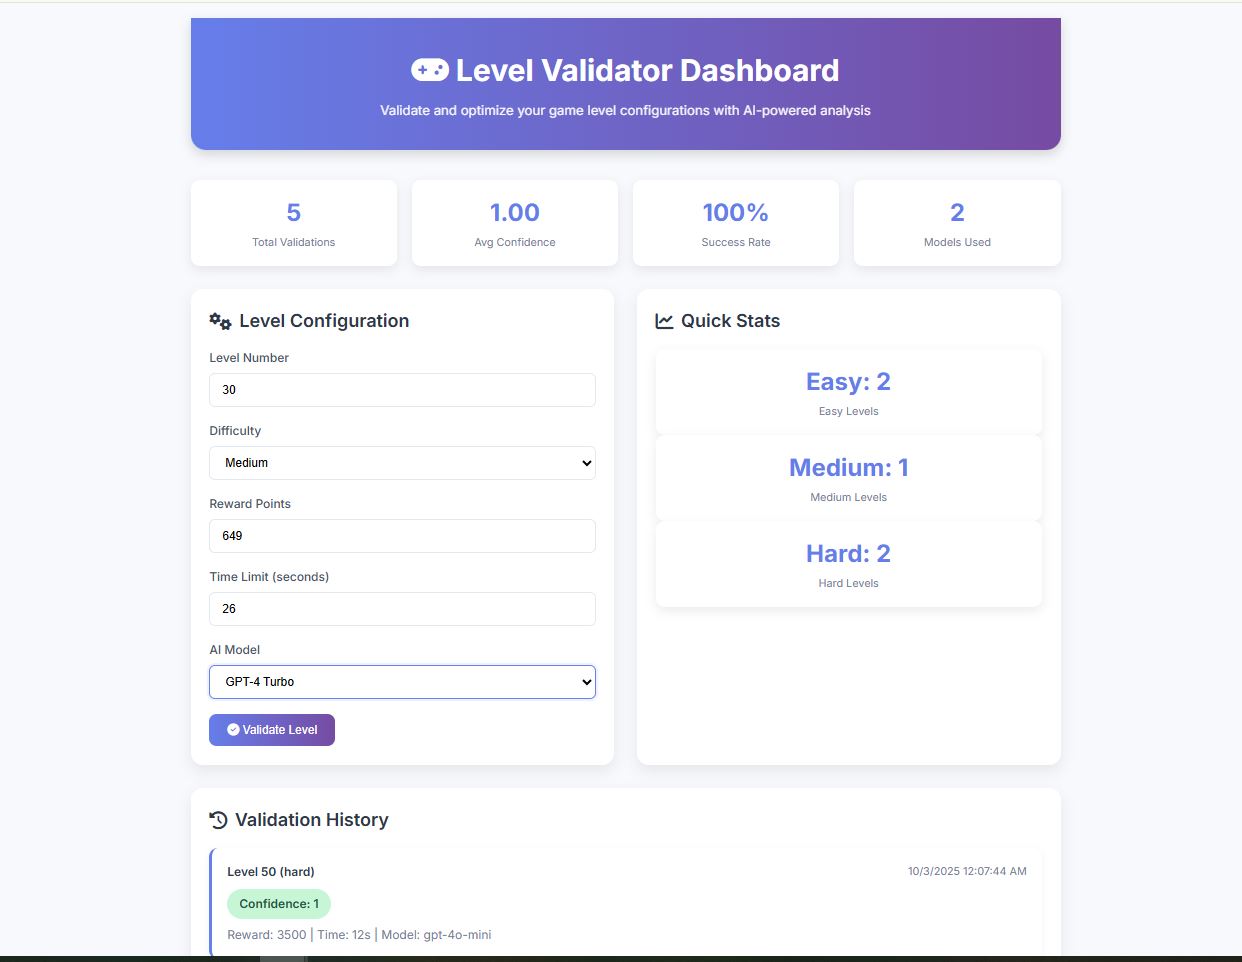 Level Validator Dashboard
Validate and optimize your game level configurations with AI-powered analysis
5
Total Validations
1.00
Avg Confidence
100%
Success Rate
2
Models Used
Level Configuration
Level Number
30
Difficulty
Medium
Reward Points
649
Time Limit (seconds)
26
AI Model
GPT-4 Turbo
Validate Level
Quick Stats
Easy: 2
Easy Levels
Medium: 1
Medium Levels
Hard: 2
Hard Levels
Validation History
Level 50 (hard)
10/3/2025 12:07:44 AM
Confidence: 1
Reward: 3500 | Time: 12s | Model: gpt-4o-mini